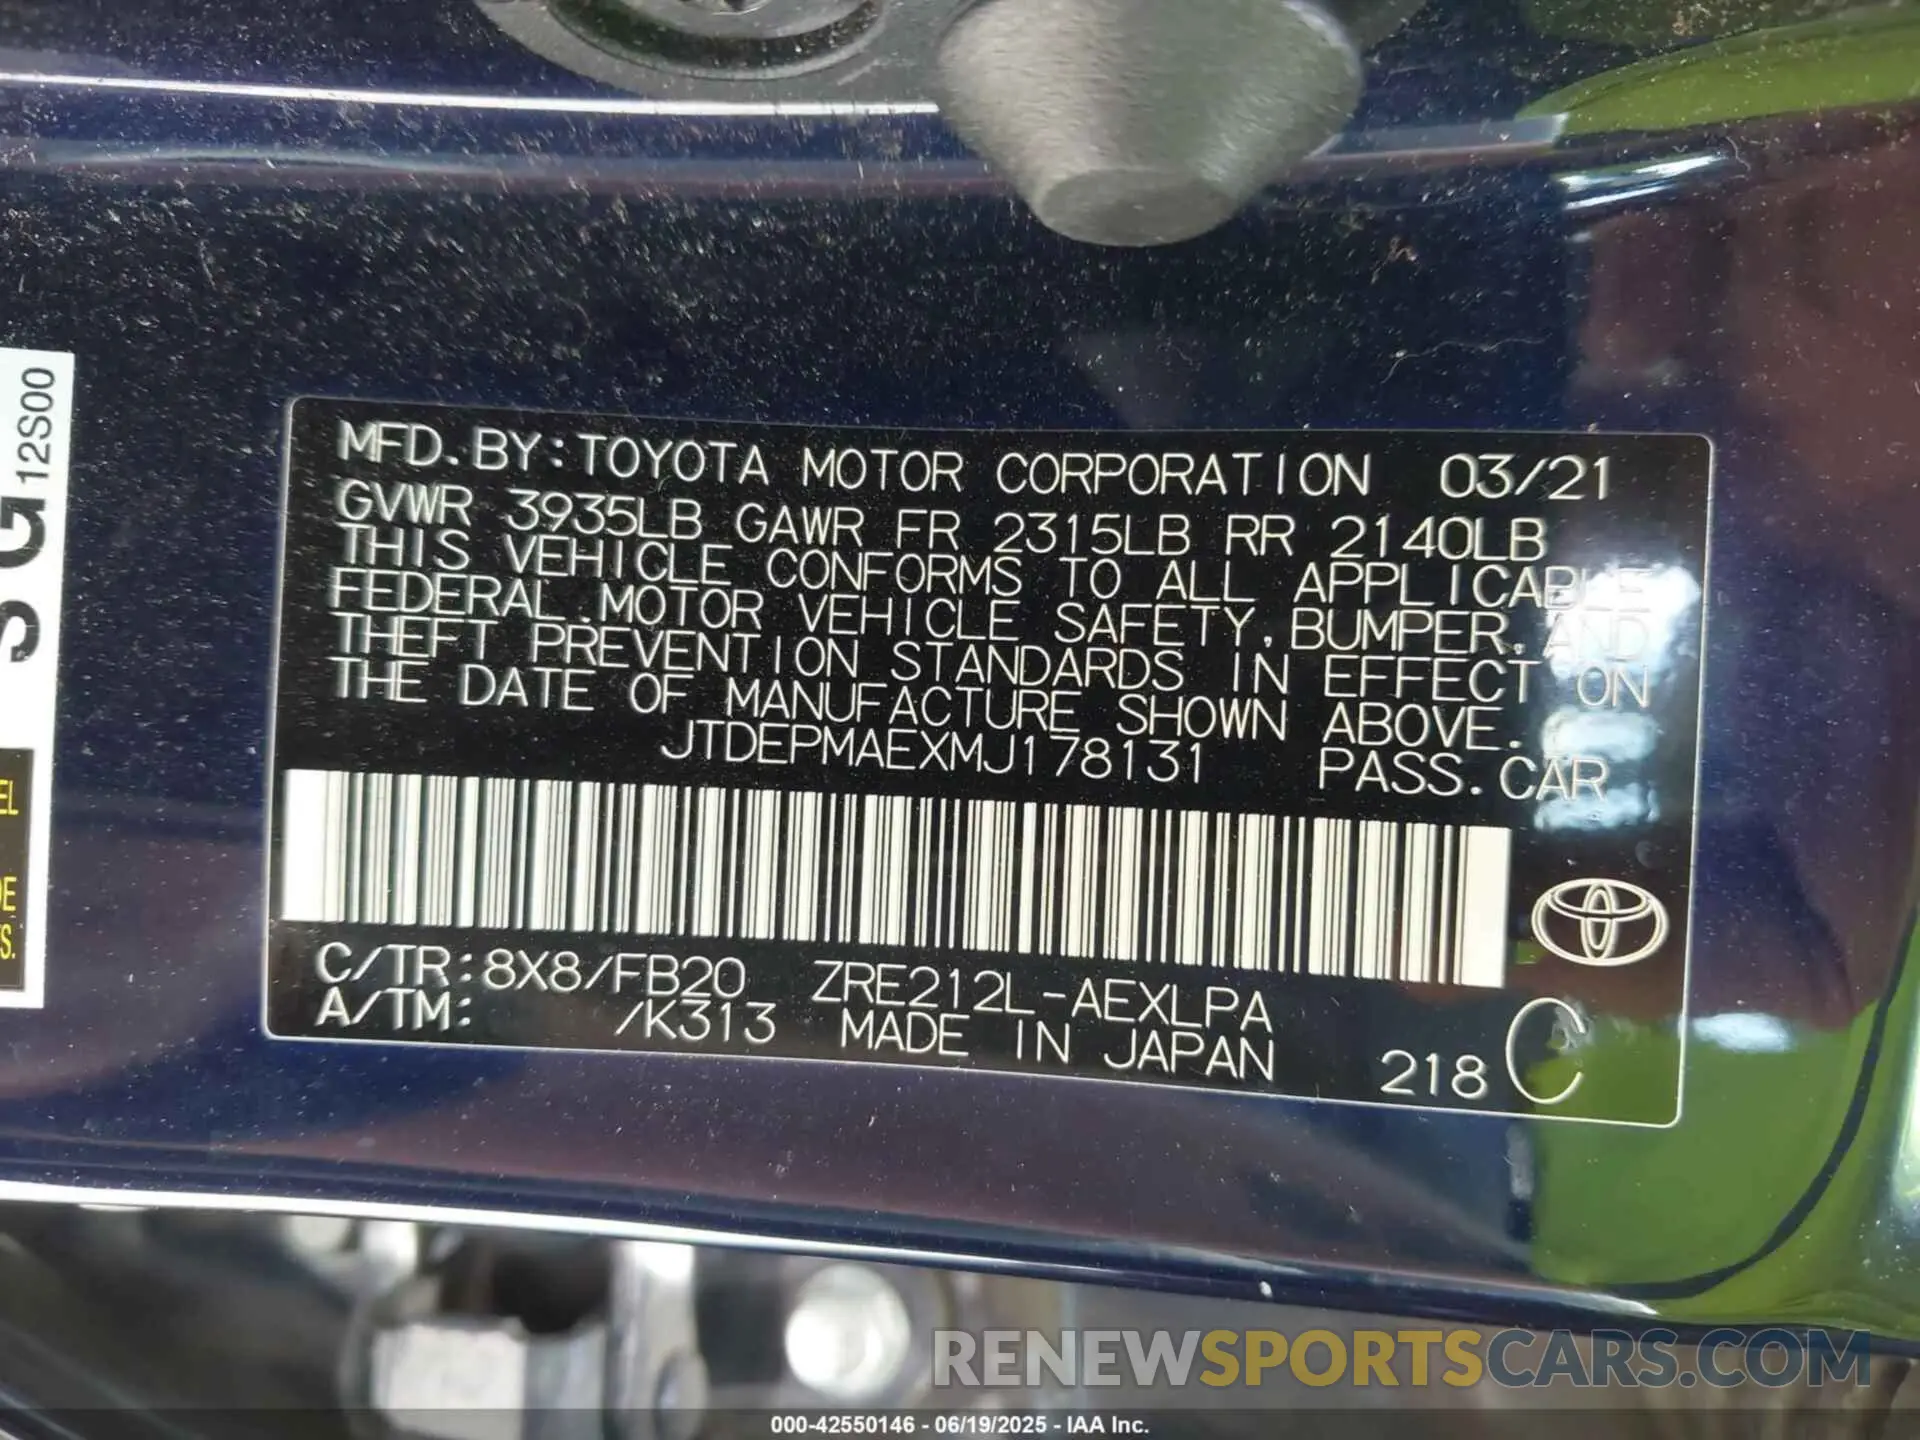 MFD. BY: TOYOTA MOTOR CORPORATION 03/21
GVWR 3935LB GAWR FR 2315LB RR 2140LB
THIS VEHICLE CONFORMS TO ALL APPLICABLE
FEDERAL MOTOR VEHICLE SAFETY, BUMPER, AND
THEFT PREVENTION STANDARDS IN EFFECT ON
THE DATE OF MANUFACTURE SHOWN ABOVE.
JTDEPMAEXMJ178131 PASS. CAR
C/TR: 8X8/FB20 ZRE212L-AEXLPA
A/TM: /K313 MADE IN JAPAN 218
12S00
RENEWSPORTSCARS.COM
000-42550146 - 06/19/2025 - IAA Inc.